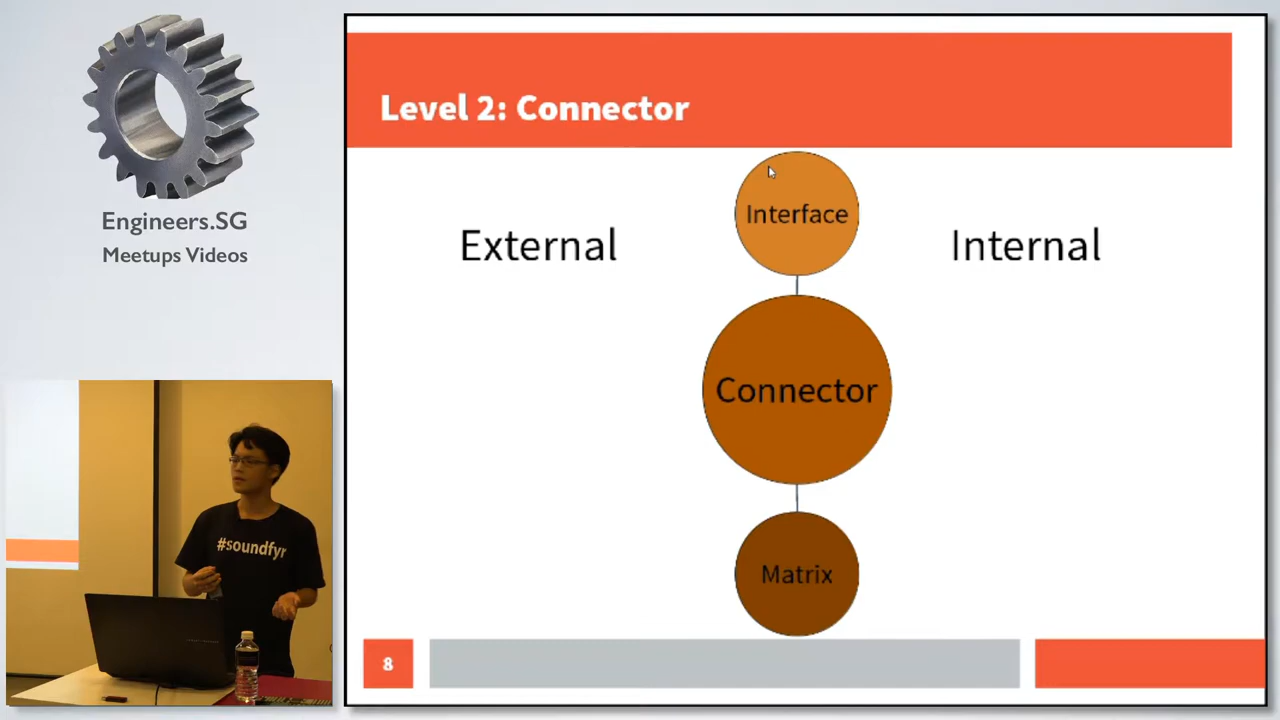 Engineers.SG
Meetups Videos
#soundfyr
Level 2: Connector
Interface
External
Internal
Connector
Matrix
8